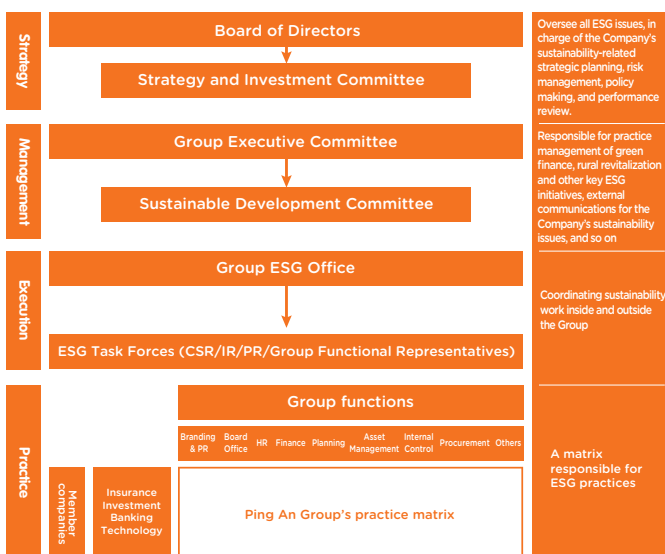 Strategy
Board of Directors
Strategy and Investment Committee
Oversee all ESG issues, in
charge of the Company's
sustainability-related
strategic planning, risk
management, policy
making, and performance
review.
Management
Group Executive Committee
Sustainable Development Committee
Responsible for practice
management of green
finance, rural revitalization
and other key ESG
initiatives, external
communications for the
Company's sustainability
issues, and so on
Execution
Group ESG Office
ESG Task Forces (CSR/IR/PR/Group Functional Representatives)
Coordinating sustainability
work inside and outside
the Group
Practice
Group functions
Branding
& PR
Board
Office
HR
Finance
Planning
Asset
Management
Internal
Control
Procurement
Others
Member
companies
Insurance
Investment
Banking
Technology
Ping An Group's practice matrix
A matrix
responsible for
ESG practices